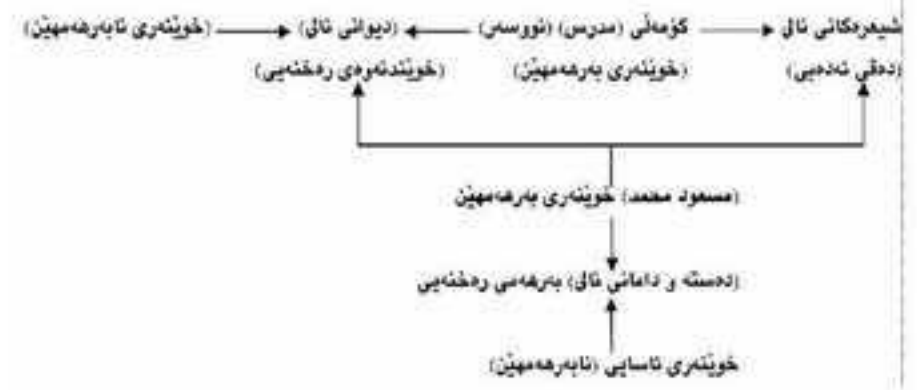 شیعرەکانی نالی گۆمەڵی (مدرس) (نووسەر) (دیوانی نالی) (خوێنەری نابەرهەمهێن)
(دەقی ئەدەبی) (خوێنەری بەرهەمهێن) (خوێندنەوەی رەخنەیی)
(مسعود محمد) خوێنەری بەرهەمهێن
(دەستە و دامانی نالی) بەرهەمی رەخنەیی
خوێنەری ئاسایی (نابەرهەمهێن)